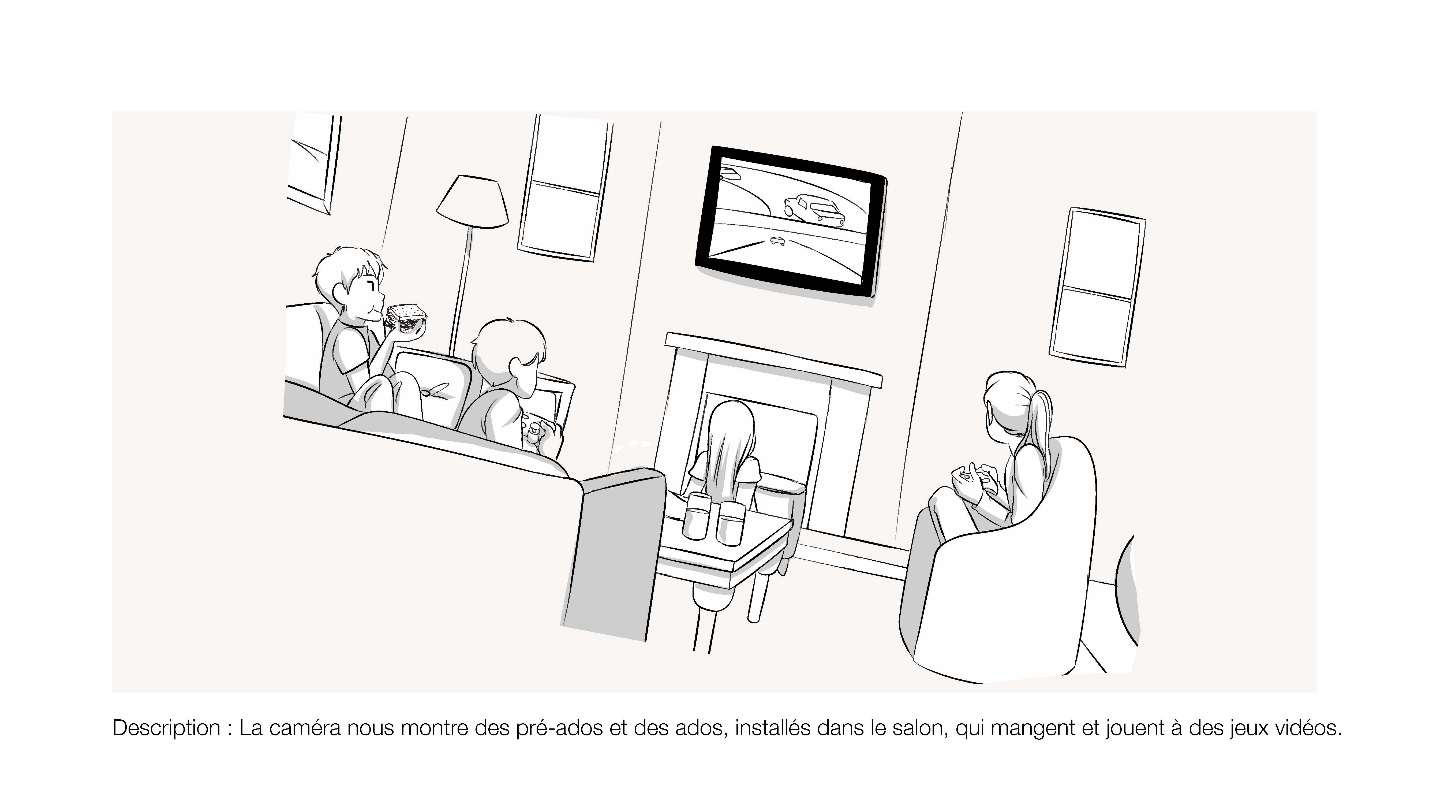 Description : La caméra nous montre des pré-ados et des ados, installés dans le salon, qui mangent et jouent à des jeux vidéos.